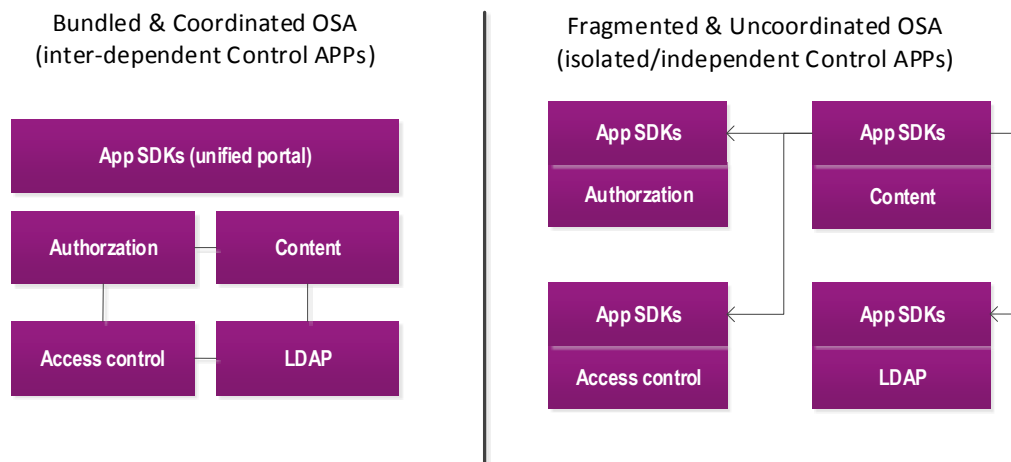 Bundled & Coordinated OSA
(inter-dependent Control APPs)
App SDKs (unified portal)
Authorzation
Content
Access control
LDAP
Fragmented & Uncoordinated OSA
(isolated/independent Control APPs)
App SDKs
Authorzation
App SDKs
Content
App SDKs
Access control
App SDKs
LDAP